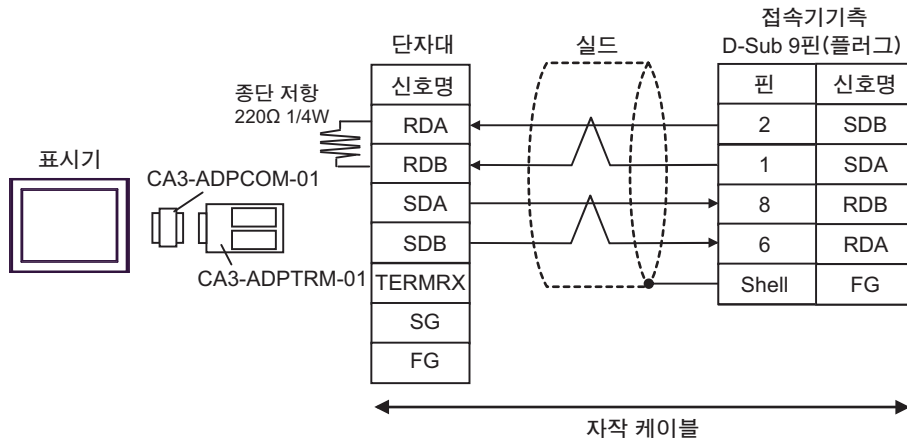 접속기기측
단자대
실드
D-Sub 9핀(플러그)
신호명
핀
신호명
종단 저항
220Ω 1/4W
RDA
2
SDB
RDB
1
SDA
표시기
CA3-ADPCOM-01
SDA
8
RDB
SDB
6
RDA
CA3-ADPTRM-01
TERMRX
Shell
FG
SG
FG
자작 케이블